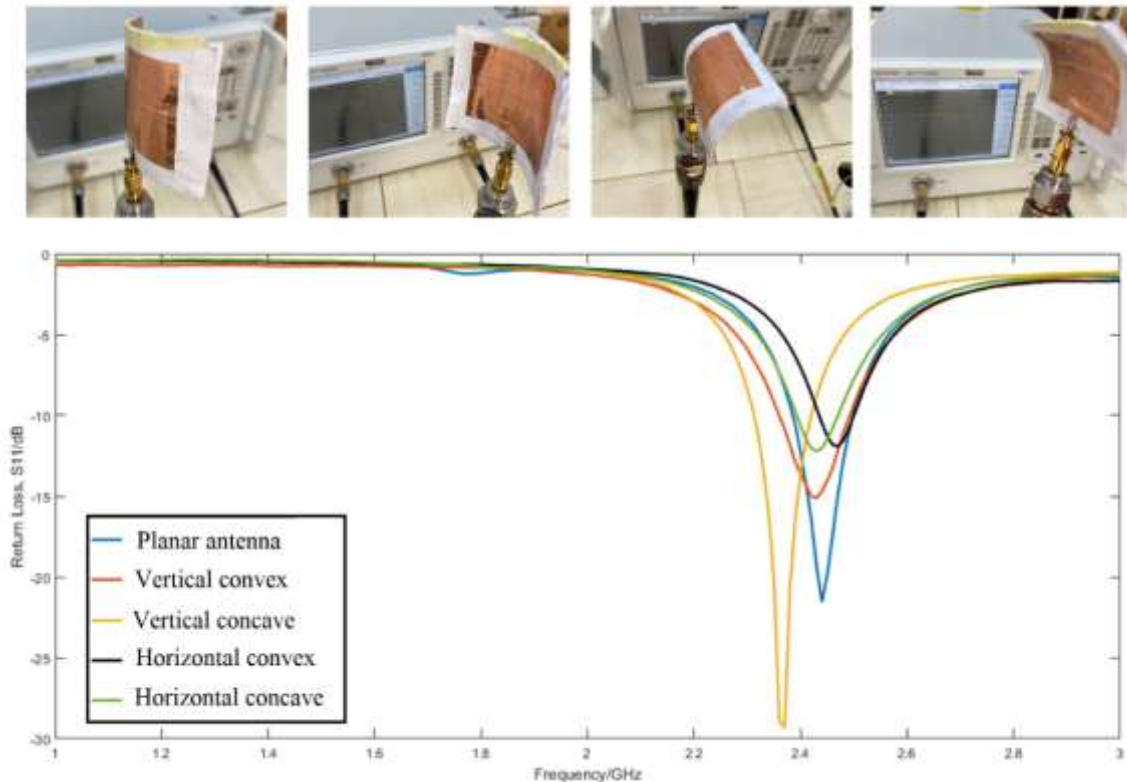 0
-5
-10
-15
-20
-25
-30
Return Loss, S11/dB
Planar antenna
Vertical convex
Vertical concave
Horizontal convex
Horizontal concave
1 1.2 1.4 1.6 1.8 2 2.2 2.4 2.6 2.8 3
Frequency/GHz